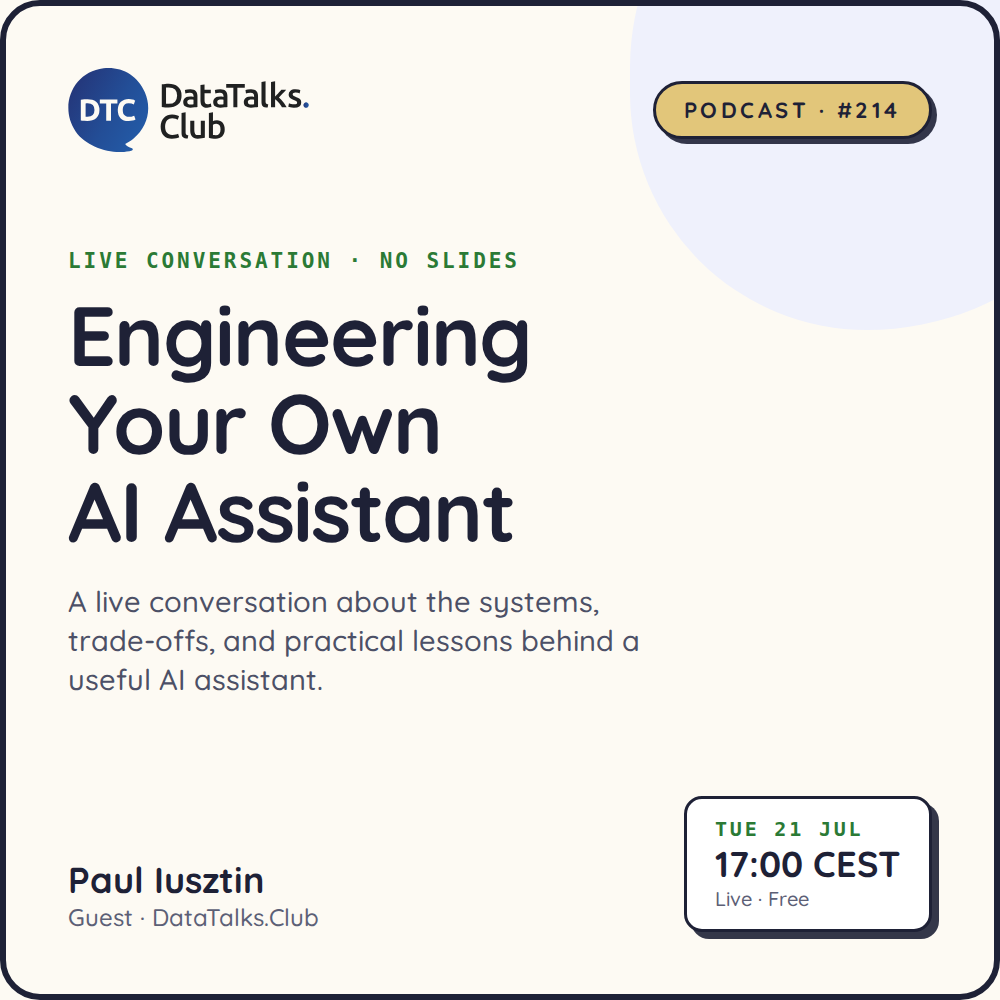 DTC
DataTalks.
Club
PODCAST · #214
LIVE CONVERSATION · NO SLIDES
Engineering
Your Own
AI Assistant
A live conversation about the systems,
trade-offs, and practical lessons behind a
useful AI assistant.
Paul Iusztin
Guest · DataTalks.Club
TUE 21 JUL
17:00 CEST
Live · Free